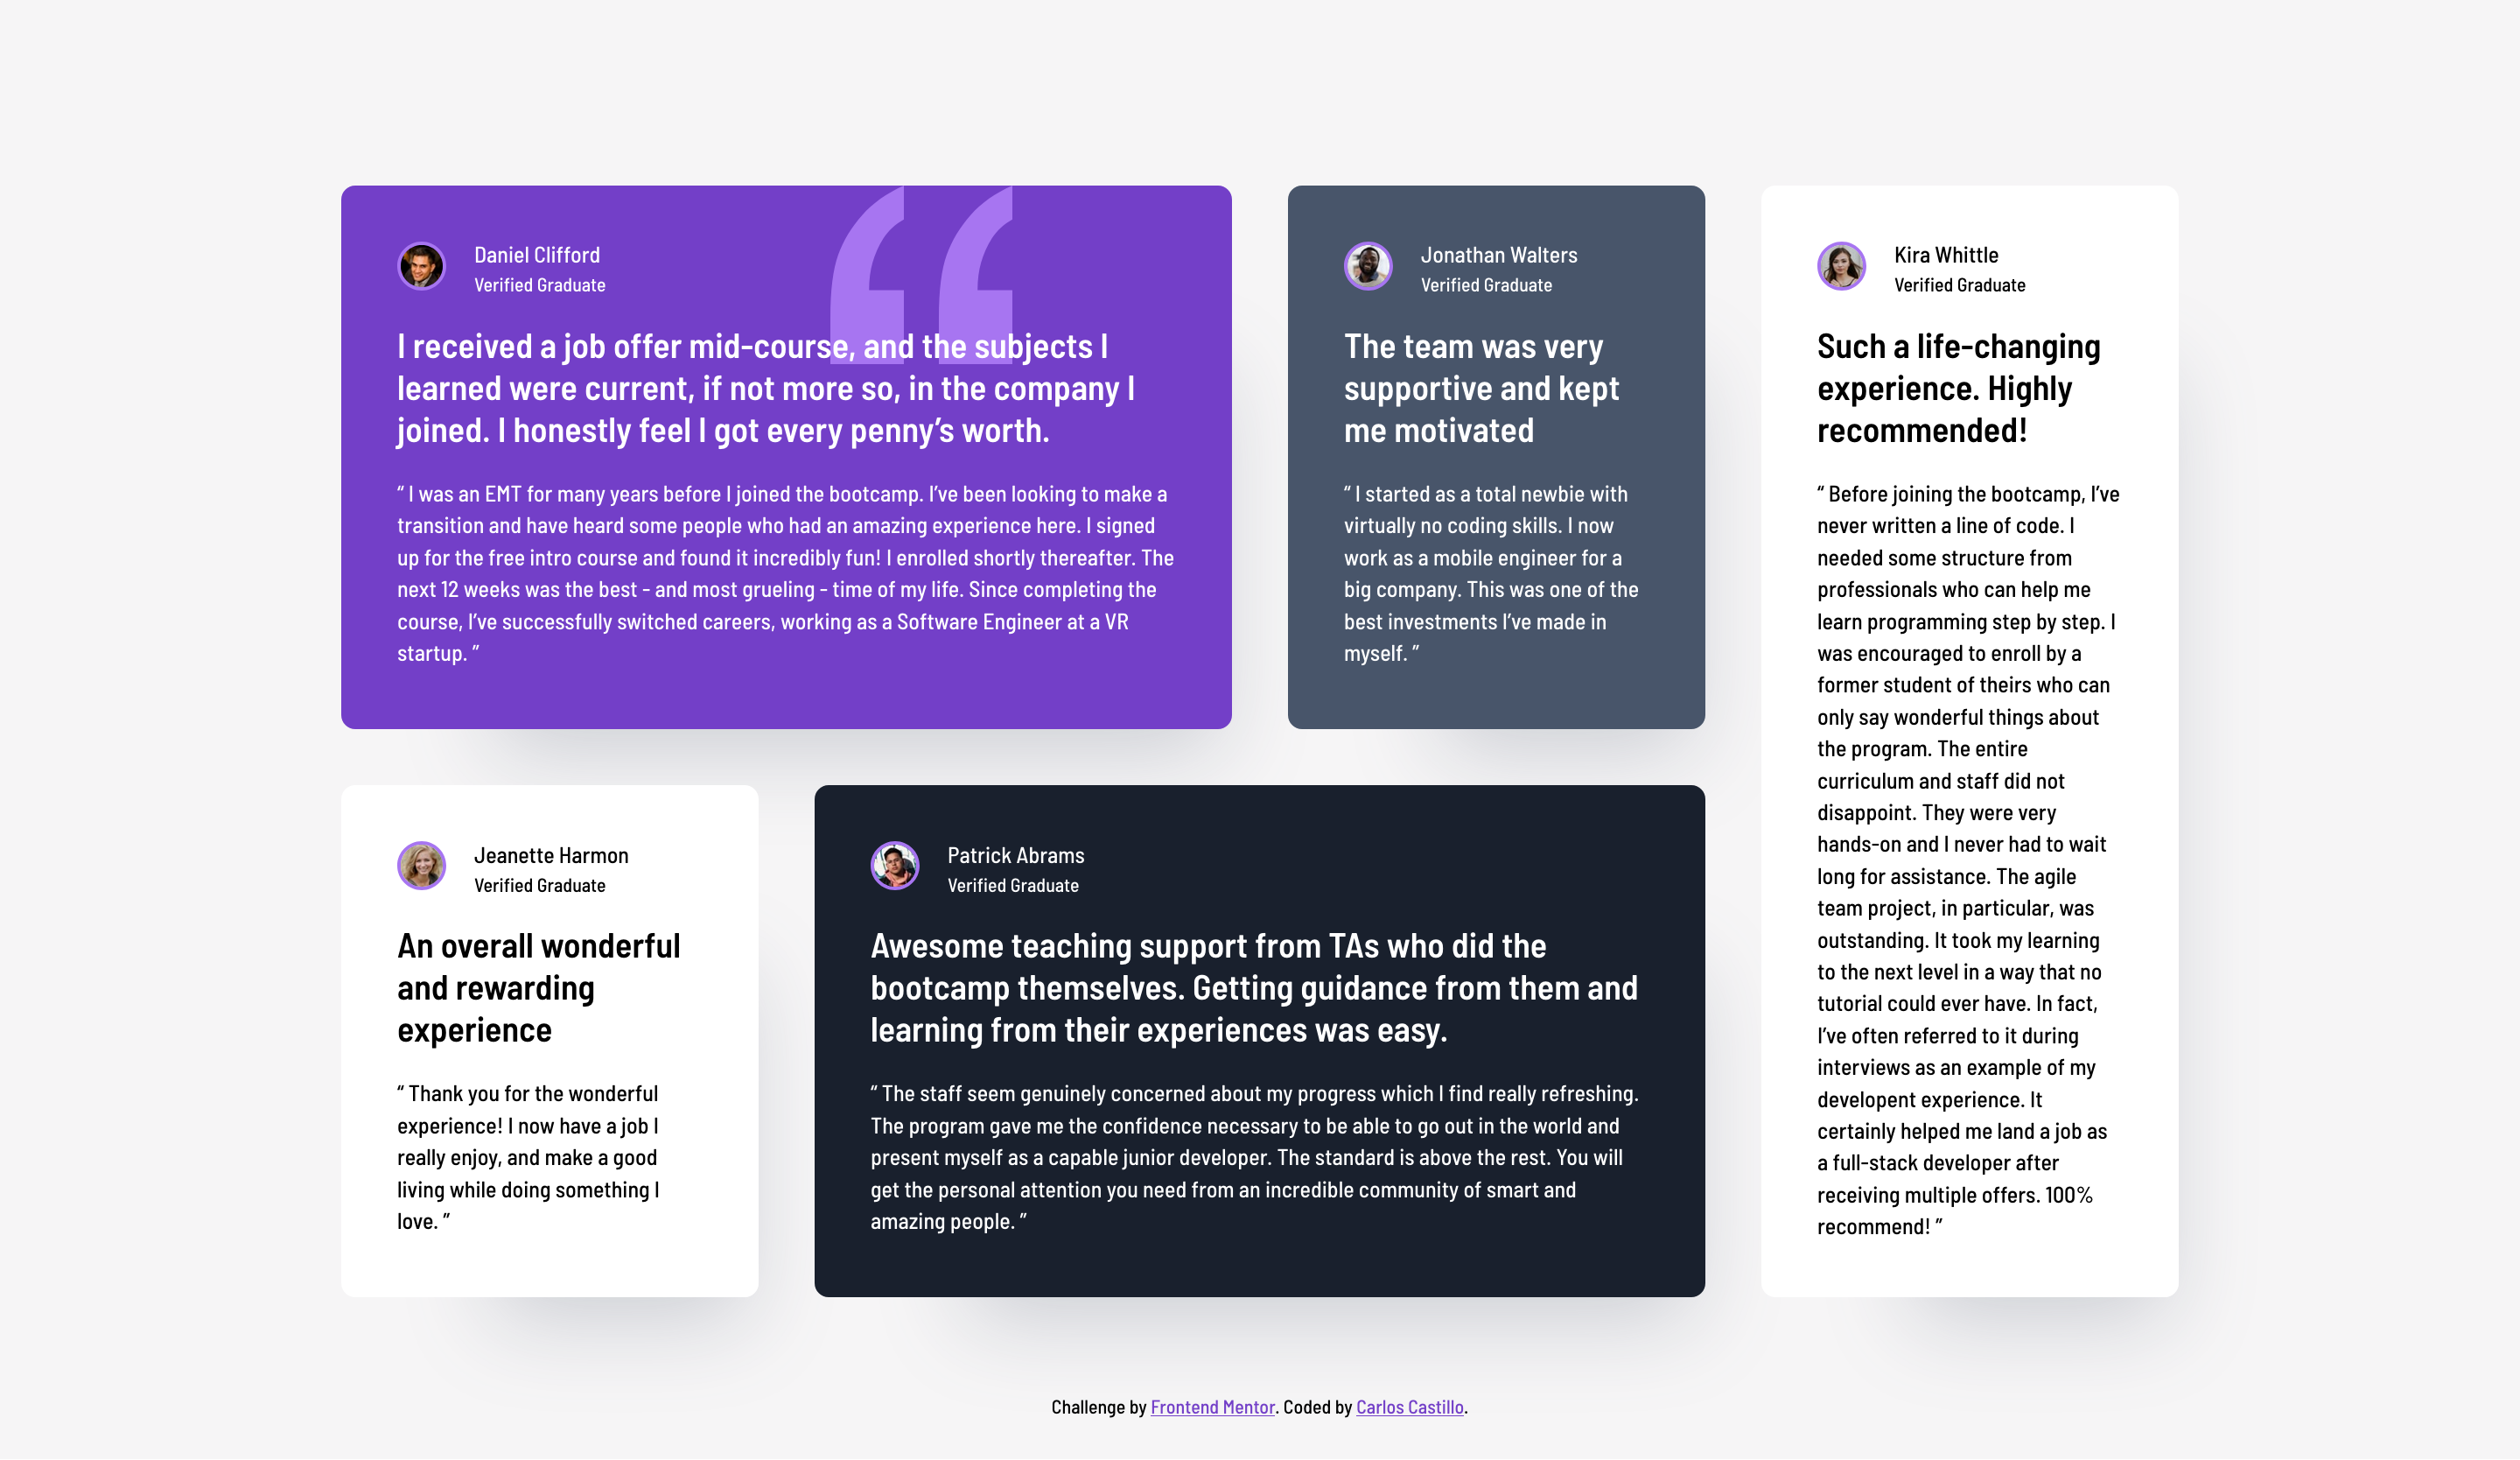 Daniel Clifford
Verified Graduate
I received a job offer mid-course, and the subjects I
learned were current, if not more so, in the company I
joined. I honestly feel I got every penny’s worth.
“ I was an EMT for many years before I joined the bootcamp. I’ve been looking to make a
transition and have heard some people who had an amazing experience here. I signed
up for the free intro course and found it incredibly fun! I enrolled shortly thereafter. The
next 12 weeks was the best - and most grueling - time of my life. Since completing the
course, I’ve successfully switched careers, working as a Software Engineer at a VR
startup. ”
Jonathan Walters
Verified Graduate
The team was very
supportive and kept
me motivated
“ I started as a total newbie with
virtually no coding skills. I now
work as a mobile engineer for a
big company. This was one of the
best investments I’ve made in
myself. ”
Kira Whittle
Verified Graduate
Such a life-changing
experience. Highly
recommended!
“ Before joining the bootcamp, I’ve
never written a line of code. I
needed some structure from
professionals who can help me
learn programming step by step. I
was encouraged to enroll by a
former student of theirs who can
only say wonderful things about
the program. The entire
curriculum and staff did not
disappoint. They were very
hands-on and I never had to wait
long for assistance. The agile
team project, in particular, was
outstanding. It took my learning
to the next level in a way that no
tutorial could ever have. In fact,
I’ve often referred to it during
interviews as an example of my
developent experience. It
certainly helped me land a job as
a full-stack developer after
receiving multiple offers. 100%
recommend! ”
Jeanette Harmon
Verified Graduate
An overall wonderful
and rewarding
experience
“ Thank you for the wonderful
experience! I now have a job I
really enjoy, and make a good
living while doing something I
love. ”
Patrick Abrams
Verified Graduate
Awesome teaching support from TAs who did the
bootcamp themselves. Getting guidance from them and
learning from their experiences was easy.
“ The staff seem genuinely concerned about my progress which I find really refreshing.
The program gave me the confidence necessary to be able to go out in the world and
present myself as a capable junior developer. The standard is above the rest. You will
get the personal attention you need from an incredible community of smart and
amazing people. ”
Challenge by Frontend Mentor. Coded by Carlos Castillo.